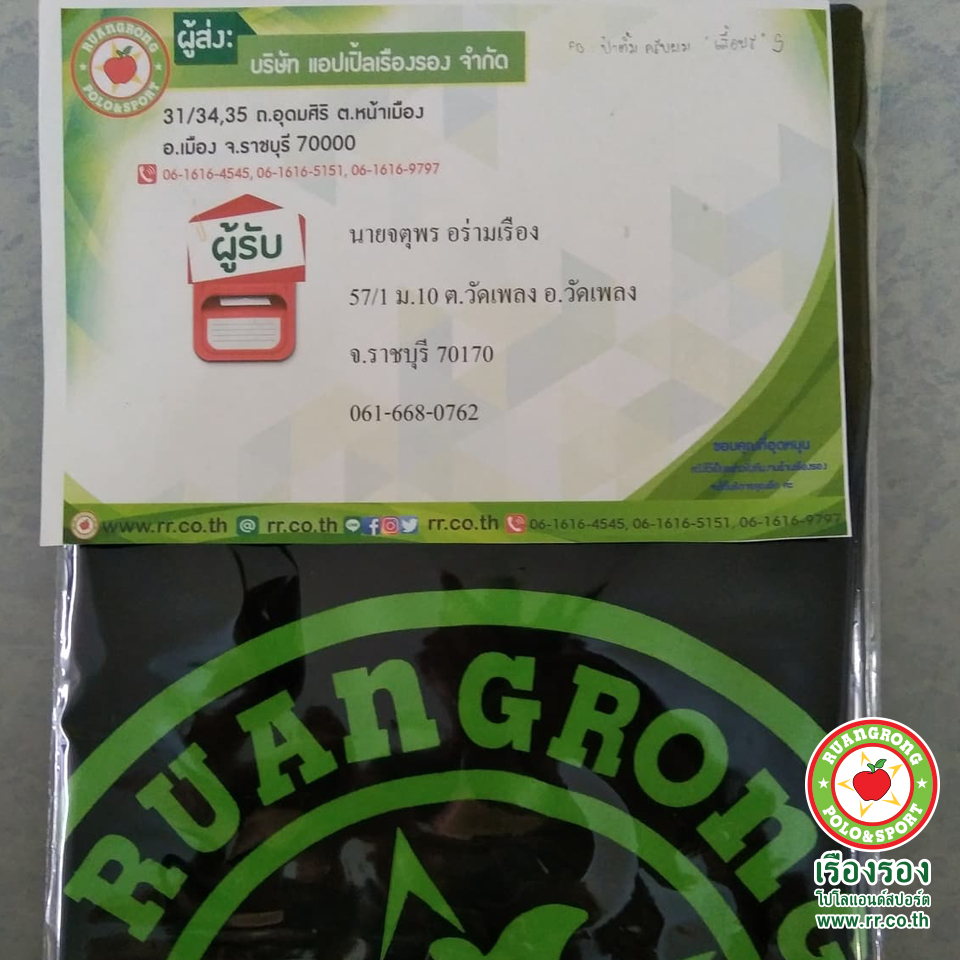 RUANGRONG
POLO&SPORT
ผู้ส่ง:
บริษัท แอปเปิ้ลเรืองรอง จำกัด
31/34,35 ถ.อุดมศิริ ต.หน้าเมือง
อ.เมือง จ.ราชบุรี 70000
06-1616-4545, 06-1616-5151, 06-1616-9797
ผู้รับ
นายจตุพร อร่ามเรือง
57/1 ม.10 ต.วัดเพลง อ.วัดเพลง
จ.ราชบุรี 70170
061-668-0762
ขอบคุณที่อุดหนุน
www.rr.co.th @ rr.co.th rr.co.th 06-1616-4545, 06-1616-5151, 06-1616-9797
RUANGRONG
RUANGRONG
POLO&SPORT
เรืองรอง
โปโลแอนด์สปอร์ต
www.rr.co.th